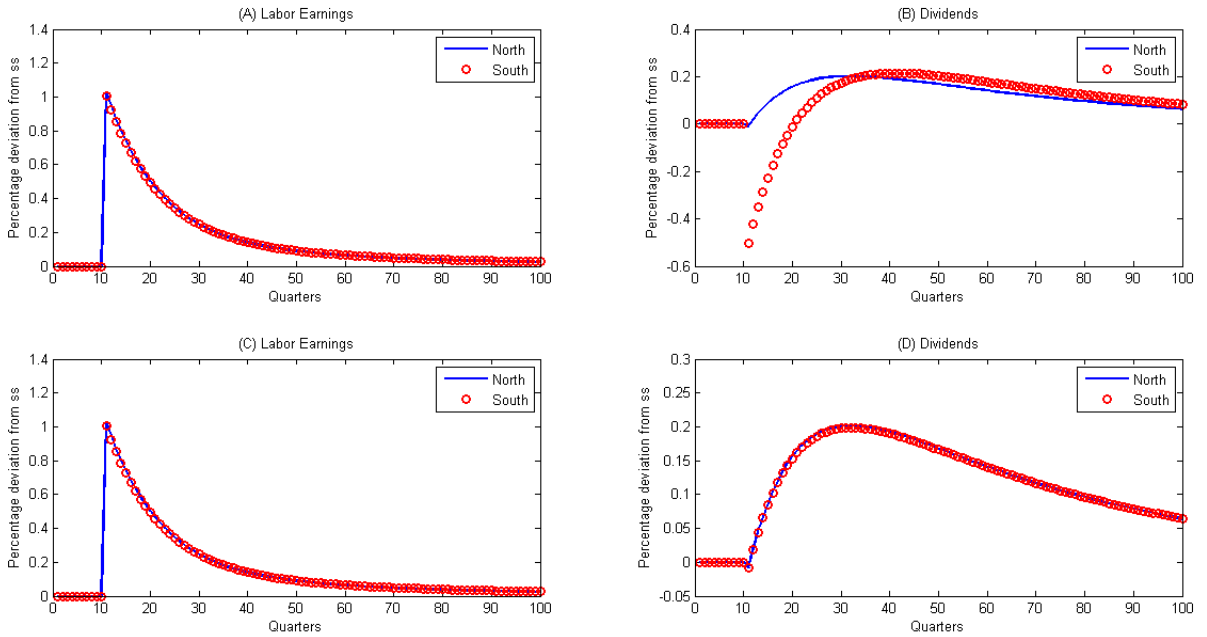 (A) Labor Earnings
Percentage deviation from ss
1.4
1.2
1
0.8
0.6
0.4
0.2
0
0 10 20 30 40 50 60 70 80 90 100
Quarters
North
South
(B) Dividends
Percentage deviation from ss
0.4
0.2
0
-0.2
-0.4
-0.6
0 10 20 30 40 50 60 70 80 90 100
Quarters
North
South
(C) Labor Earnings
Percentage deviation from ss
1.4
1.2
1
0.8
0.6
0.4
0.2
0
0 10 20 30 40 50 60 70 80 90 100
Quarters
North
South
(D) Dividends
Percentage deviation from ss
0.3
0.25
0.2
0.15
0.1
0.05
0
-0.05
0 10 20 30 40 50 60 70 80 90 100
Quarters
North
South